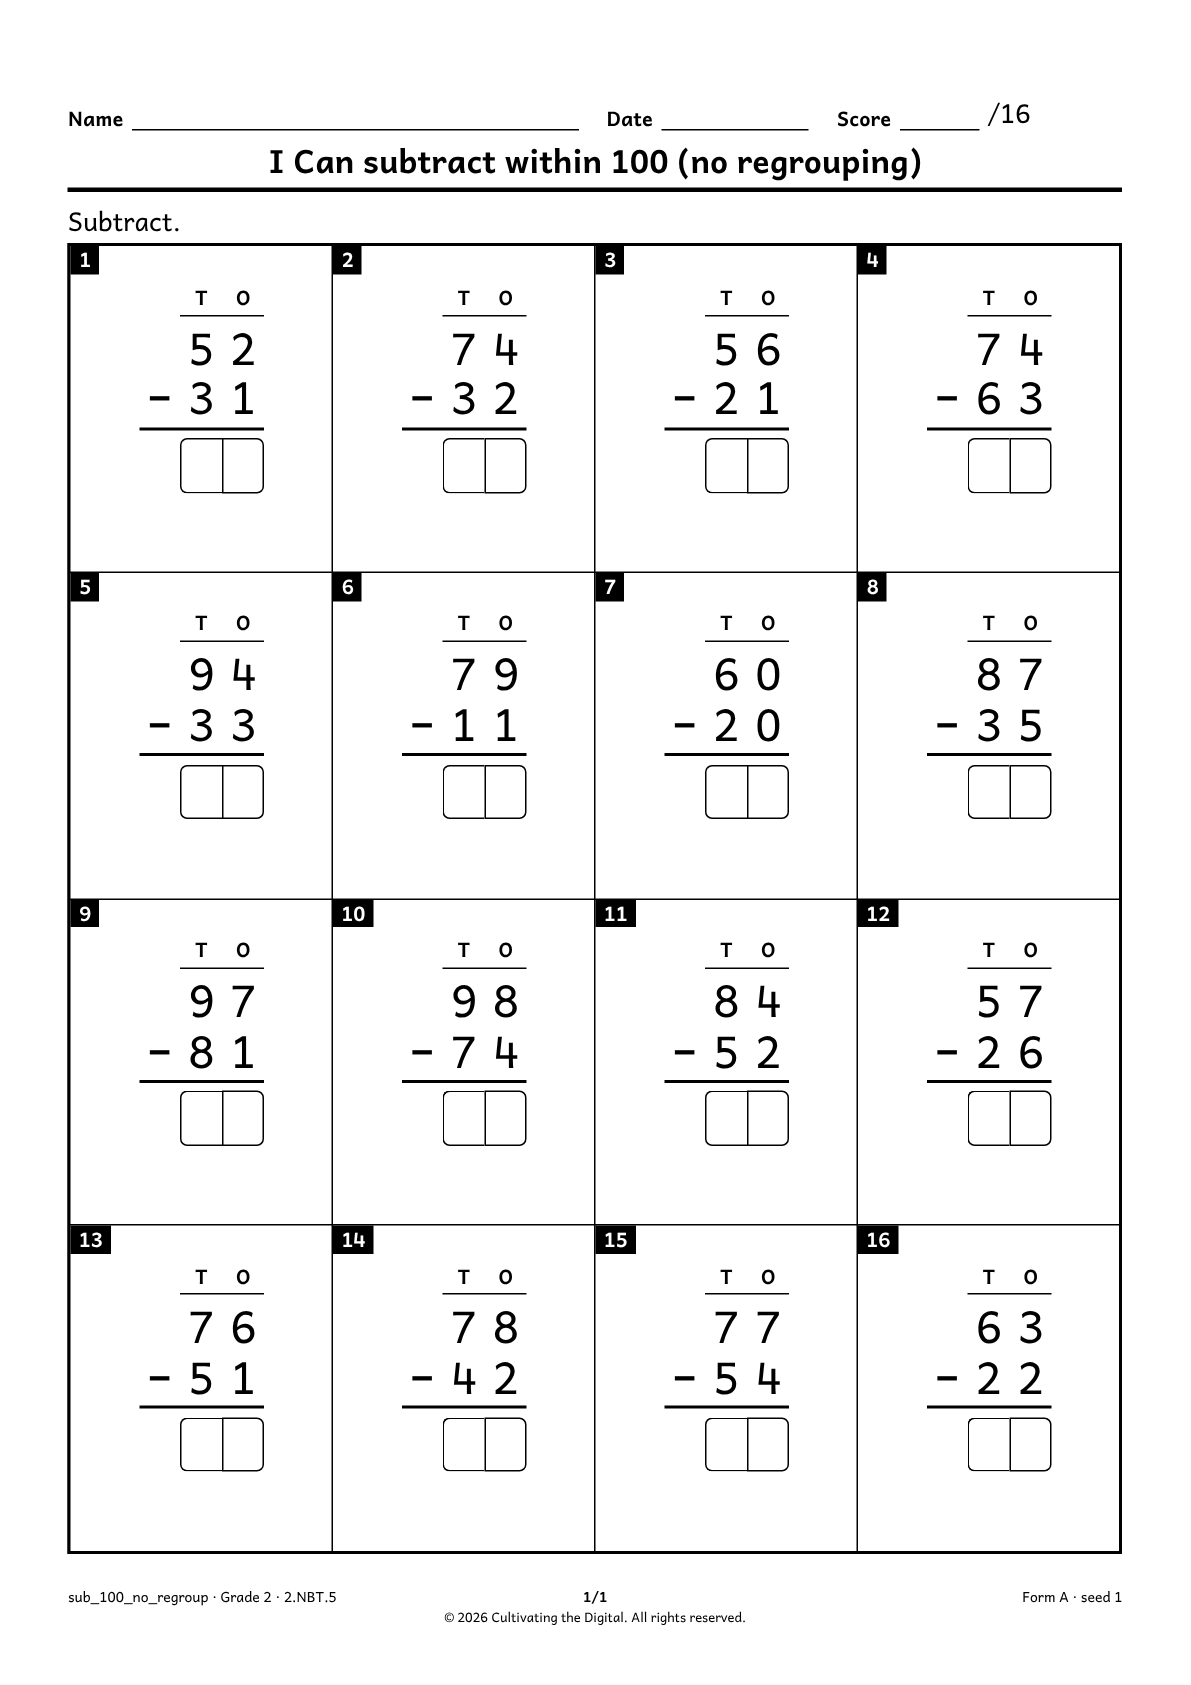 Name Date Score /16
I Can subtract within 100 (no regrouping)
Subtract.
1 2 3 4
T O T O T O T O
5 2 7 4 5 6 7 4
− 3 1 − 3 2 − 2 1 − 6 3
5 6 7 8
T O T O T O T O
9 4 7 9 6 0 8 7
− 3 3 − 1 1 − 2 0 − 3 5
9 10 11 12
T O T O T O T O
9 7 9 8 8 4 5 7
− 8 1 − 7 4 − 5 2 − 2 6
13 14 15 16
T O T O T O T O
7 6 7 8 7 7 6 3
− 5 1 − 4 2 − 5 4 − 2 2
sub_100_no_regroup · Grade 2 · 2.NBT.5 1/1 Form A · seed 1
© 2026 Cultivating the Digital. All rights reserved.